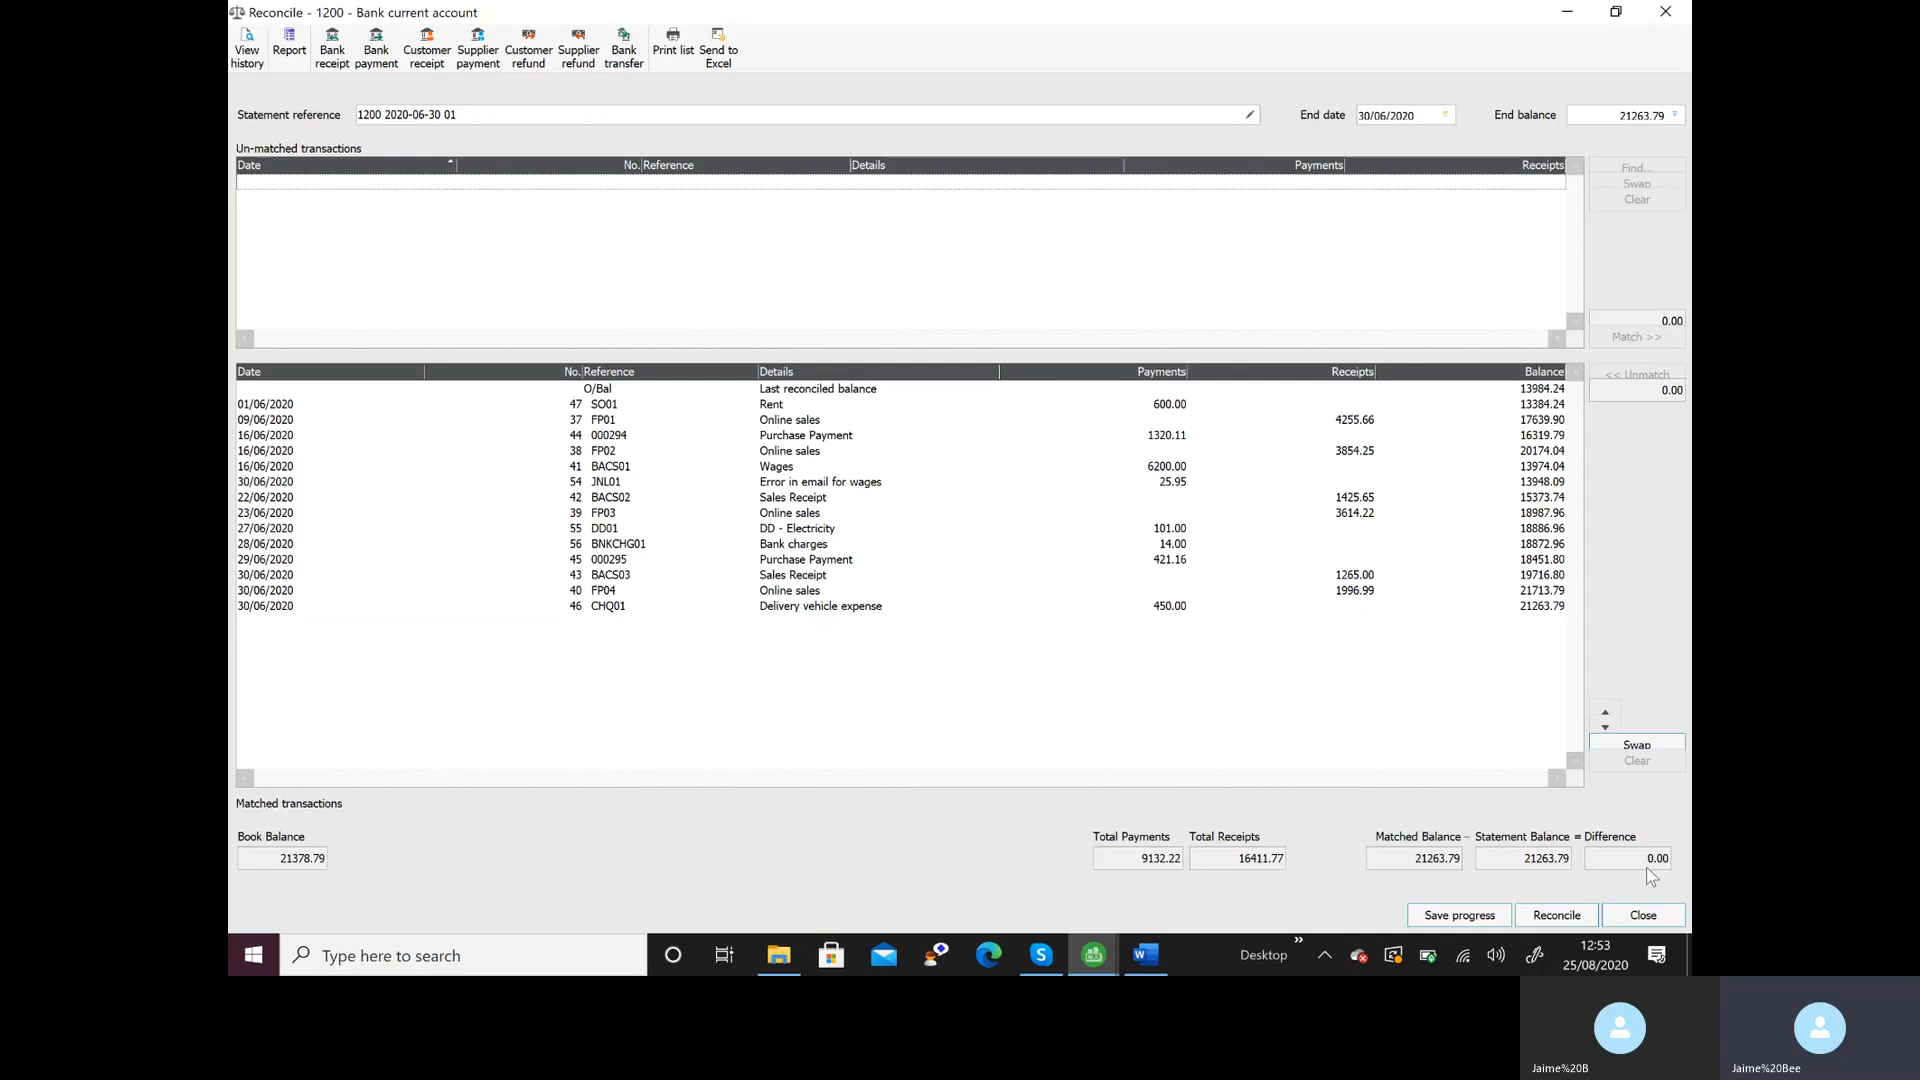 Reconcile - 1200 - Bank current account
View history Report Bank receipt Bank payment Customer receipt Supplier payment Customer refund Supplier refund Bank transfer Print list Send to Excel
Statement reference 1200 2020-06-30 01 End date 30/06/2020 End balance 21263.79
Un-matched transactions
Date No. Reference Details Payments Receipts
Find...
Swap
Clear
0.00
Match >>
Date No. Reference Details Payments Receipts Balance
<< Unmatch
0.00
O/Bal Last reconciled balance 13984.24
01/06/2020 47 SO01 Rent 600.00 13384.24
09/06/2020 37 FP01 Online sales 4255.66 17639.90
16/06/2020 44 000294 Purchase Payment 1320.11 16319.79
16/06/2020 38 FP02 Online sales 3854.25 20174.04
16/06/2020 41 BACS01 Wages 6200.00 13974.04
30/06/2020 54 JNL01 Error in email for wages 25.95 13948.09
22/06/2020 42 BACS02 Sales Receipt 1425.65 15373.74
23/06/2020 39 FP03 Online sales 3614.22 18987.96
27/06/2020 55 DD01 DD - Electricity 101.00 18886.96
28/06/2020 56 BNKCHG01 Bank charges 14.00 18872.96
29/06/2020 45 000295 Purchase Payment 421.16 18451.80
30/06/2020 43 BACS03 Sales Receipt 1265.00 19716.80
30/06/2020 40 FP04 Online sales 1996.99 21713.79
30/06/2020 46 CHQ01 Delivery vehicle expense 450.00 21263.79
Swap
Clear
Matched transactions
Book Balance Total Payments Total Receipts Matched Balance - Statement Balance = Difference
21378.79 9132.22 16411.77 21263.79 21263.79 0.00
Save progress Reconcile Close
Type here to search Desktop 12:53
25/08/2020
Jaime%20B Jaime%20Bee